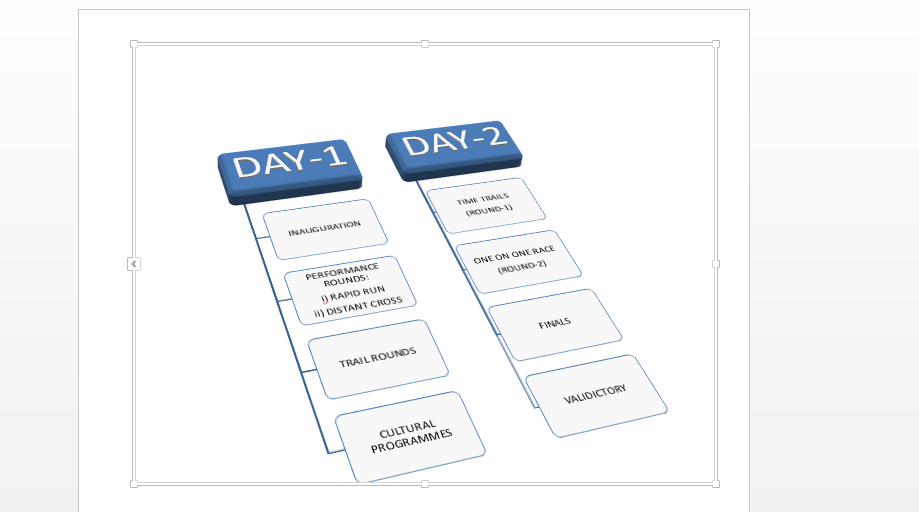 DAY-1
INAUGURATION
PERFORMANCE
ROUNDS:
i) RAPID RUN
ii) DISTANT CROSS
TRAIL ROUNDS
CULTURAL
PROGRAMMES
DAY-2
TIME TRAILS
(ROUND-1)
ONE ON ONE RACE
(ROUND-2)
FINALS
VALIDICTORY